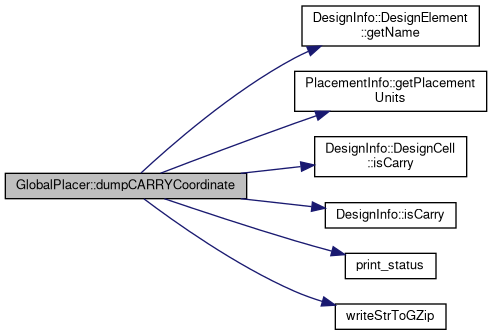 DesignInfo::DesignElement
::getName
PlacementInfo::getPlacement
Units
DesignInfo::DesignCell
::isCarry
GlobalPlacer::dumpCARRYCoordinate
DesignInfo::isCarry
print_status
writeStrToGZip